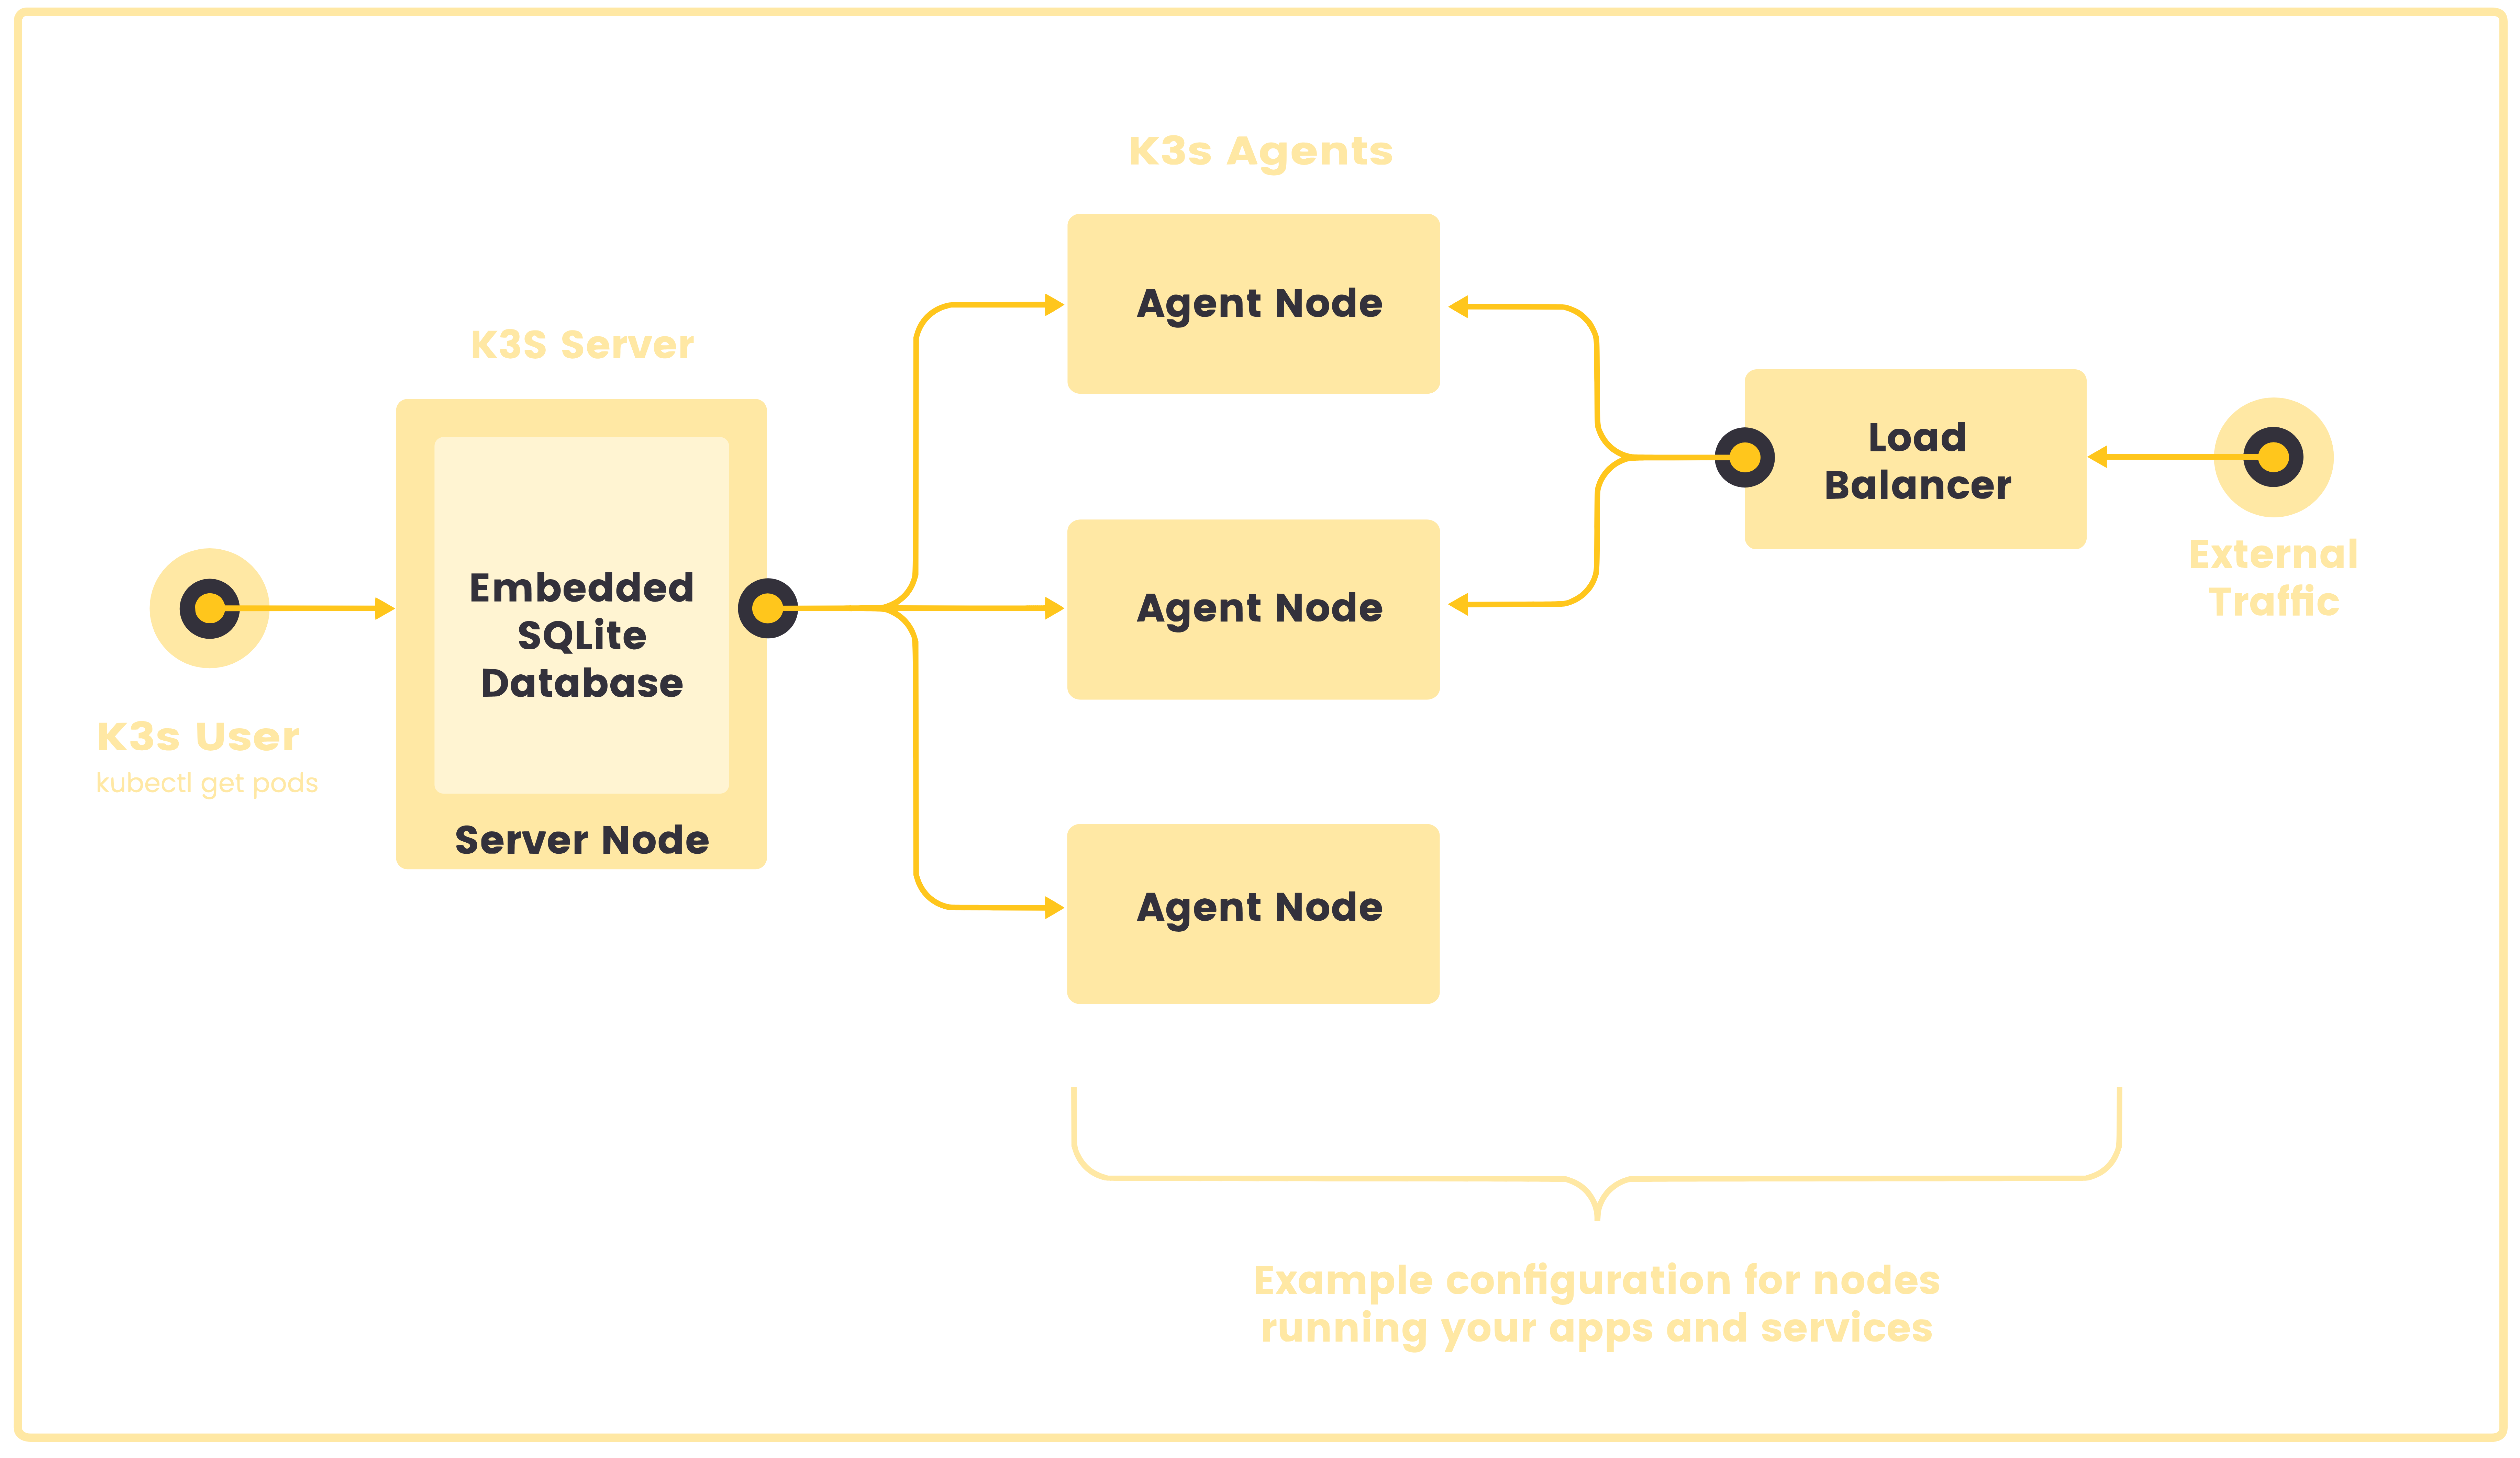 K3s Agents
Agent Node
K3S Server
Load
Balancer
External
Traffic
Embedded
SQLite
Database
Agent Node
K3s User
kubectl get pods
Server Node
Agent Node
Example configuration for nodes
running your apps and services